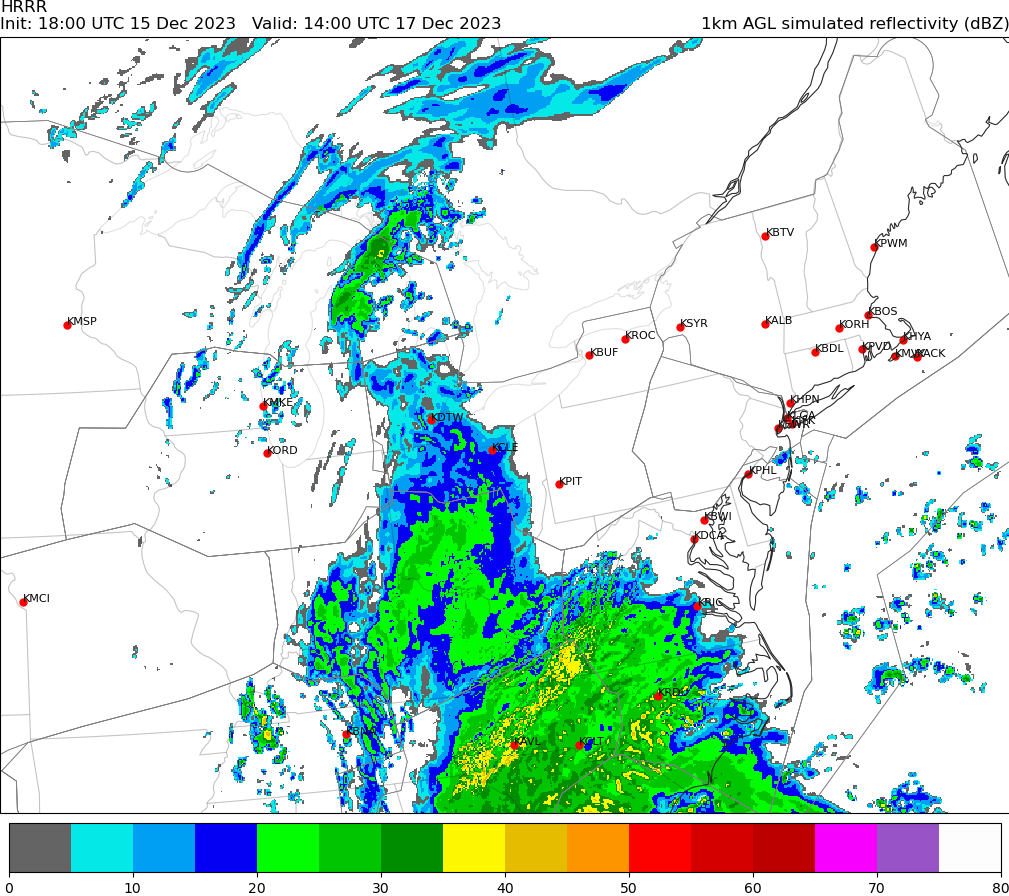 HRRR
Init: 18:00 UTC 15 Dec 2023 Valid: 14:00 UTC 17 Dec 2023
1km AGL simulated reflectivity (dBZ)
KBTV
KPWM
KMSP
KBOS
KSYR
KALB
KORH
KROC
KHYA
KBUF
KBDL
KPVD
KACK
KMKE
KHPN
KDTW
KLGA
KORD
KCLE
KPHL
KPIT
KBWI
KDCA
KMCI
KRIC
KRDU
KBNA
KAVL
KCLT
0 10 20 30 40 50 60 70 80